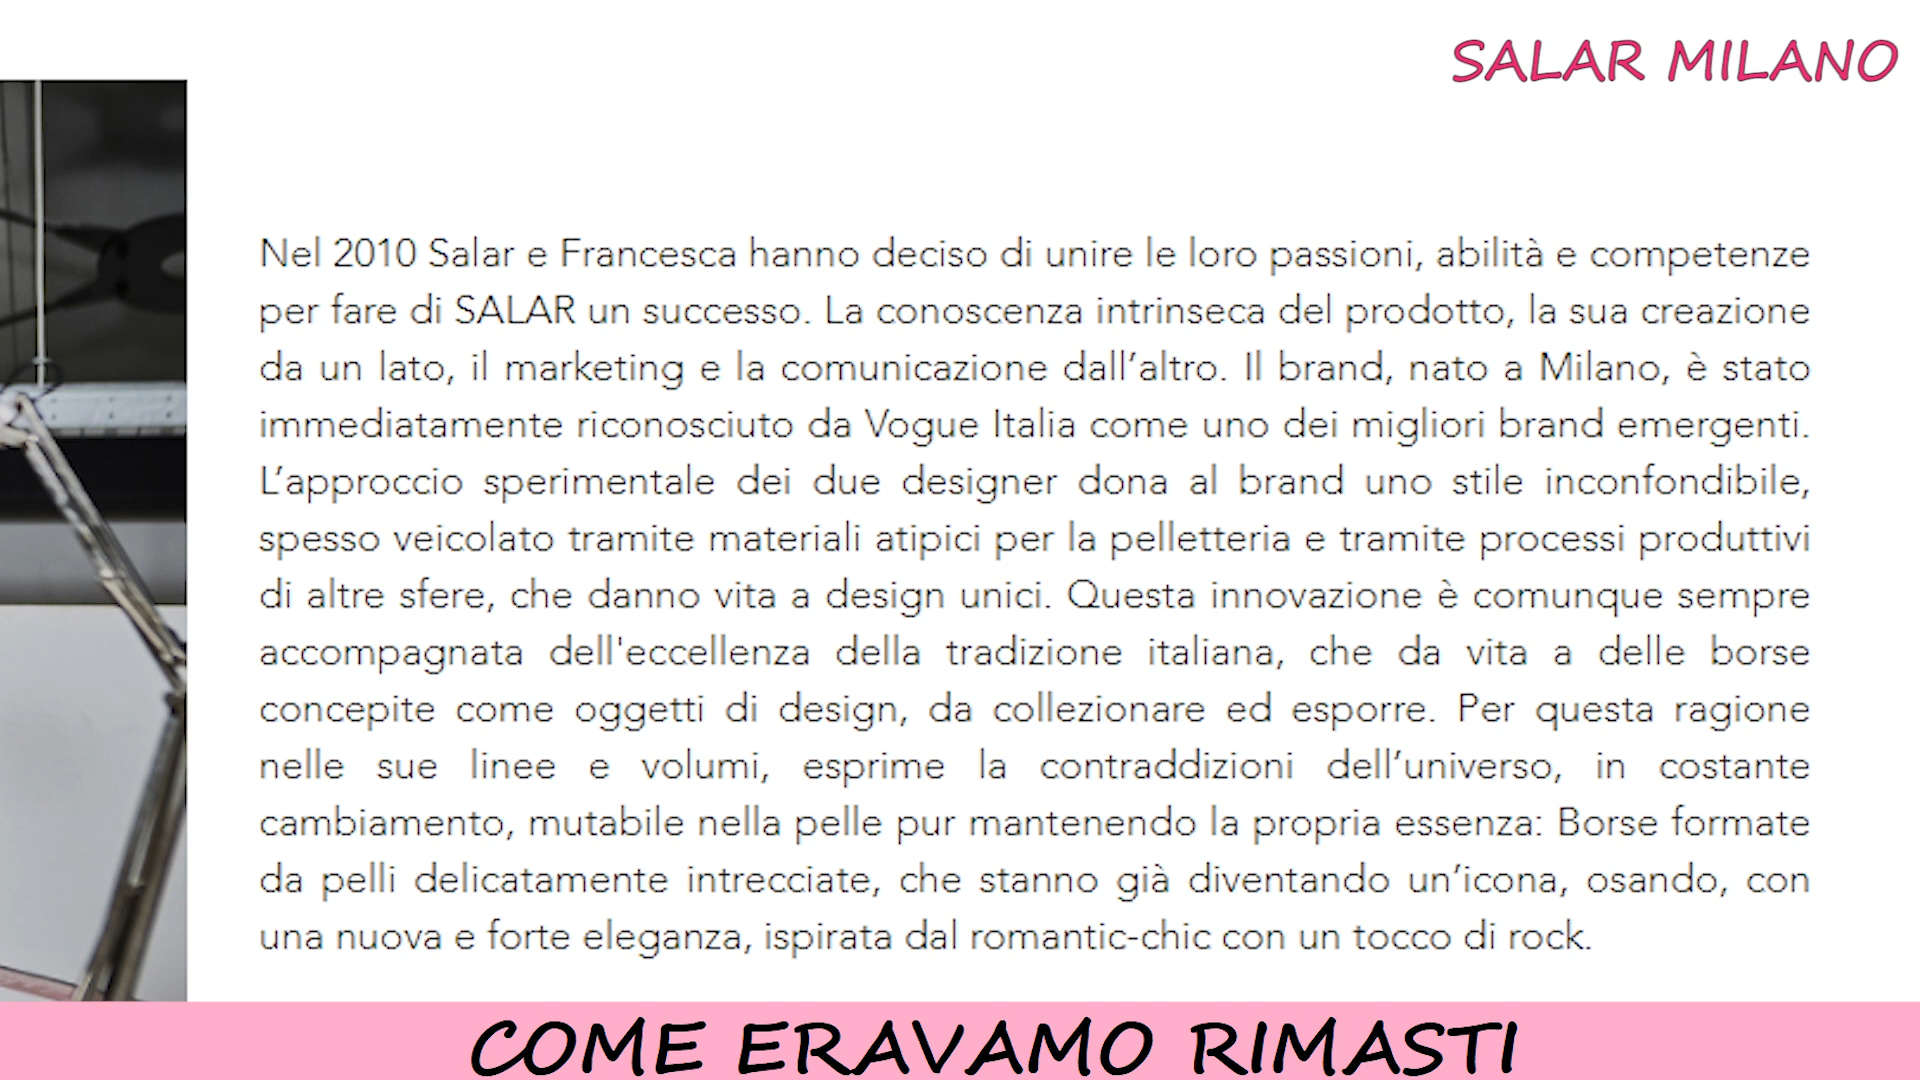 SALAR MILANO
Nel 2010 Salar e Francesca hanno deciso di unire le loro passioni, abilità e competenze
per fare di SALAR un successo. La conoscenza intrinseca del prodotto, la sua creazione
da un lato, il marketing e la comunicazione dall’altro. Il brand, nato a Milano, è stato
immediatamente riconosciuto da Vogue Italia come uno dei migliori brand emergenti.
L’approccio sperimentale dei due designer dona al brand uno stile inconfondibile,
spesso veicolato tramite materiali atipici per la pelletteria e tramite processi produttivi
di altre sfere, che danno vita a design unici. Questa innovazione è comunque sempre
accompagnata dell'eccellenza della tradizione italiana, che da vita a delle borse
concepite come oggetti di design, da collezionare ed esporre. Per questa ragione
nelle sue linee e volumi, esprime la contraddizioni dell’universo, in costante
cambiamento, mutabile nella pelle pur mantenendo la propria essenza: Borse formate
da pelli delicatamente intrecciate, che stanno già diventando un’icona, osando, con
una nuova e forte eleganza, ispirata dal romantic-chic con un tocco di rock.
COME ERAVAMO RIMASTI